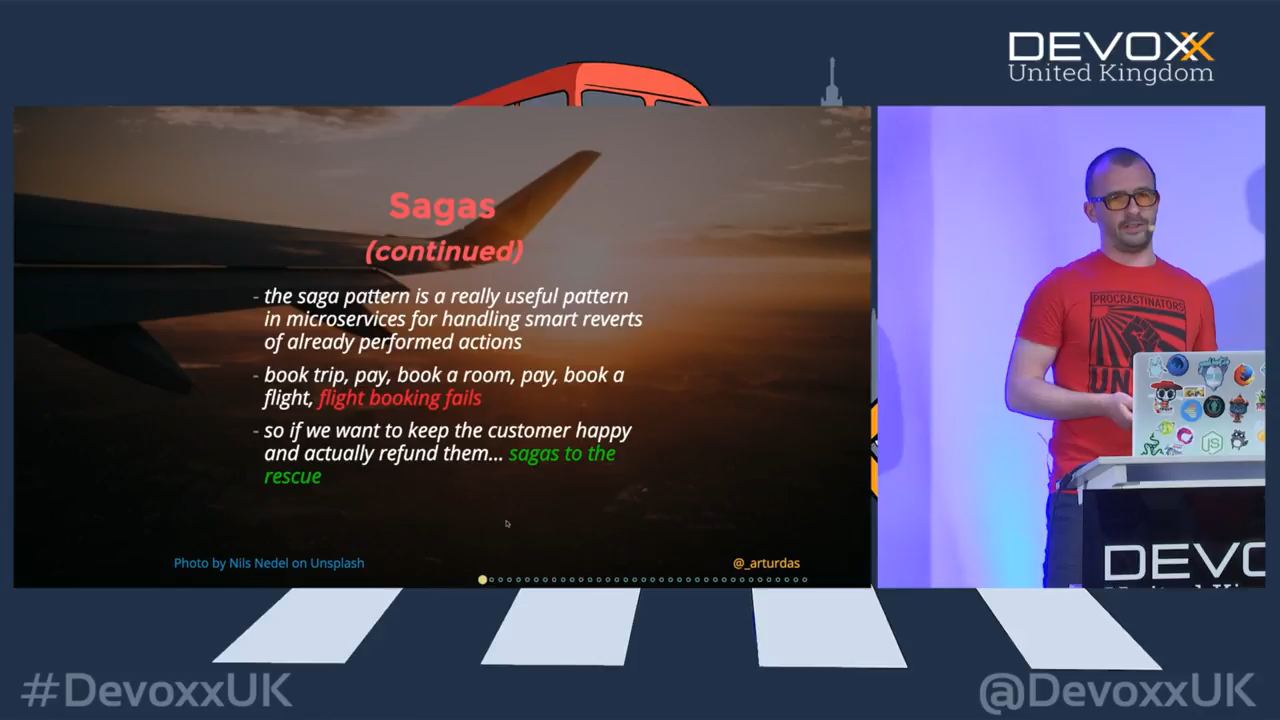 DEVOXX
United Kingdom
Sagas
(continued)
- the saga pattern is a really useful pattern
in microservices for handling smart reverts
of already performed actions
- book trip, pay, book a room, pay, book a
flight, flight booking fails
- so if we want to keep the customer happy
and actually refund them... sagas to the
rescue
Photo by Nils Nedel on Unsplash
@_arturdas
PROCRASTINATORS
UN
DEVO
#DevoxxUK
@DevoxxUK